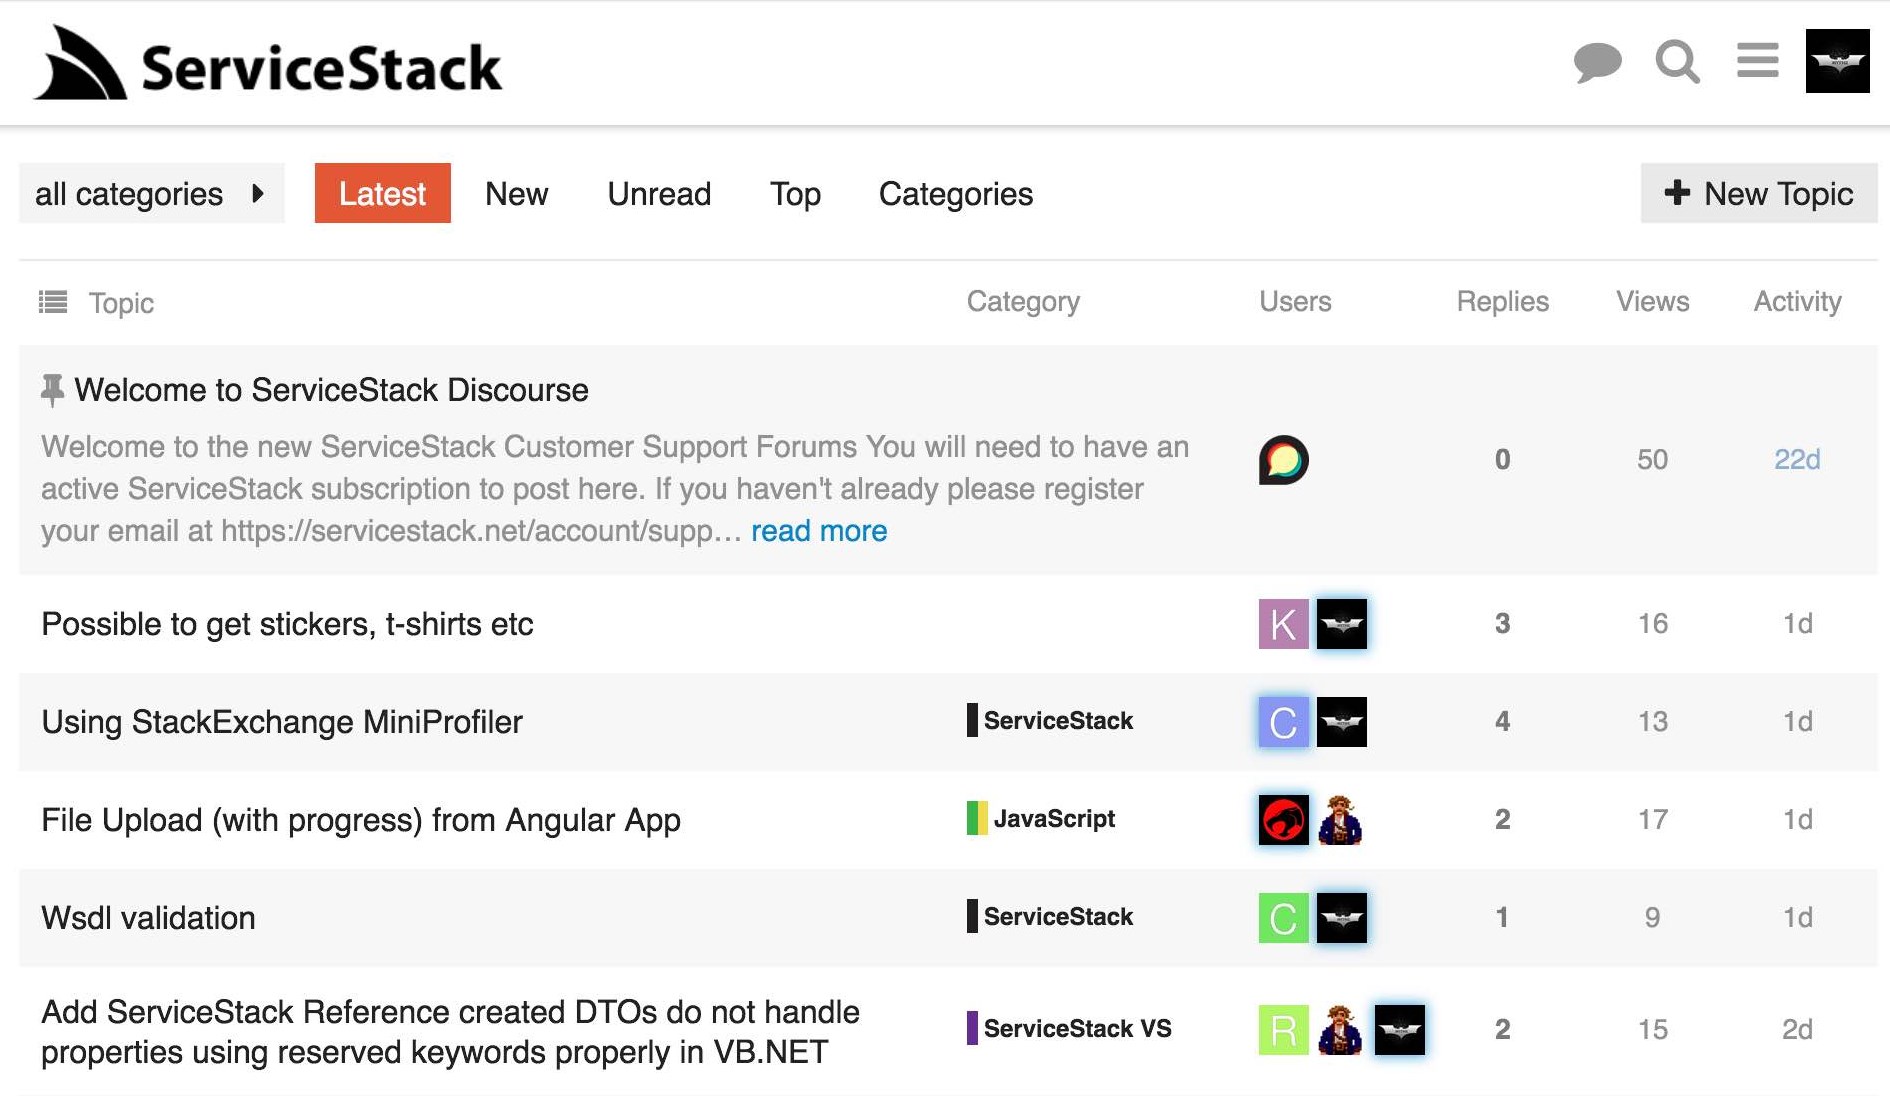 ServiceStack
all categories
Latest
New
Unread
Top
Categories
New Topic
Topic
Category
Users
Replies
Views
Activity
Welcome to ServiceStack Discourse
Welcome to the new ServiceStack Customer Support Forums You will need to have an
active ServiceStack subscription to post here. If you haven't already please register
your email at https://servicestack.net/account/supp… read more
0
50
22d
Possible to get stickers, t-shirts etc
K
3
16
1d
Using StackExchange MiniProfiler
ServiceStack
C
4
13
1d
File Upload (with progress) from Angular App
JavaScript
2
17
1d
Wsdl validation
ServiceStack
C
1
9
1d
Add ServiceStack Reference created DTOs do not handle
properties using reserved keywords properly in VB.NET
ServiceStack VS
R
2
15
2d